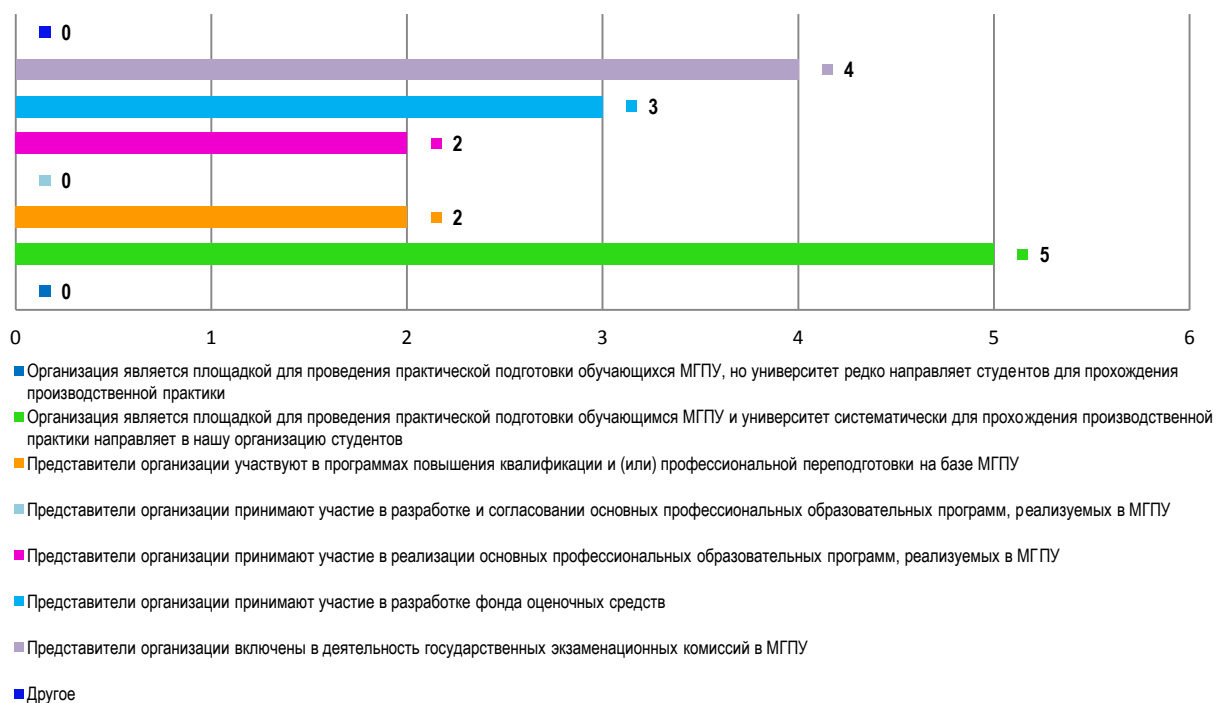 0
4
3
2
0
2
5
0
0 1 2 3 4 5 6
Организация является площадкой для проведения практической подготовки обучающихся МГПУ, но университет редко направляет студентов для прохождения
производственной практики
Организация является площадкой для проведения практической подготовки обучающимся МГПУ и университет систематически для прохождения производственной
практики направляет в нашу организацию студентов
Представители организации участвуют в программах повышения квалификации и (или) профессиональной переподготовки на базе МГПУ
Представители организации принимают участие в разработке и согласовании основных профессиональных образовательных программ, реализуемых в МГПУ
Представители организации принимают участие в реализации основных профессиональных образовательных программ, реализуемых в МГПУ
Представители организации принимают участие в разработке фонда оценочных средств
Представители организации включены в деятельность государственных экзаменационных комиссий в МГПУ
Другое